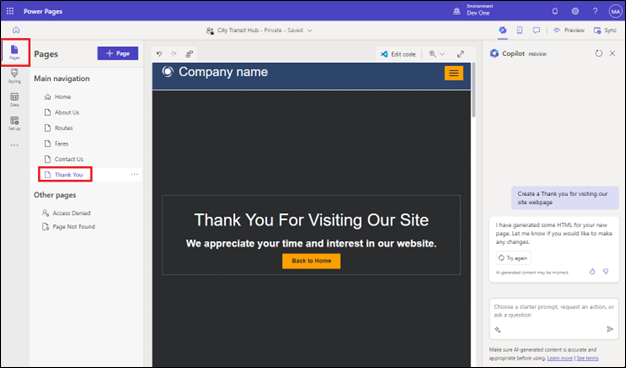 Power Pages
Environment
Dev One
MA
City Transit Hub - Private - Saved
Preview
Sync
Pages
Styling
Data
Set up
Pages
+ Page
Main navigation
Home
About Us
Routes
Fares
Contact Us
Thank You
Other pages
Access Denied
Page Not Found
Edit code
Company name
Thank You For Visiting Our Site
We appreciate your time and interest in our website.
Back to Home
Copilot PREVIEW
Create a Thank you for visiting our
site webpage
I have generated some HTML for your new
page. Let me know if you would like to make
any changes.
Try again
AI-generated content may be incorrect
Choose a starter prompt, request an action, or
ask a question
Make sure AI-generated content is accurate and
appropriate before using. Learn more | See terms